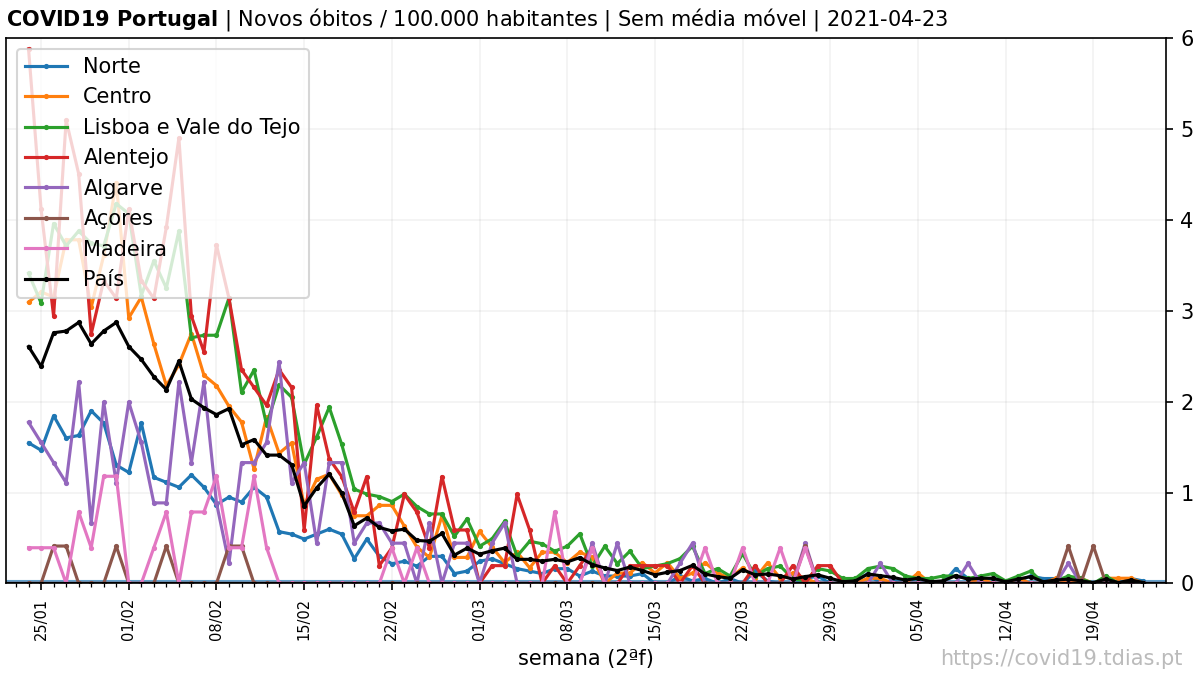 COVID19 Portugal | Novos óbitos / 100.000 habitantes | Sem média móvel | 2021-04-23
Norte
Centro
Lisboa e Vale do Tejo
Alentejo
Algarve
Açores
Madeira
País
6
5
4
3
2
1
0
25/01
01/02
08/02
15/02
22/02
01/03
08/03
15/03
22/03
29/03
05/04
12/04
19/04
semana (2ªf)
https://covid19.tdias.pt